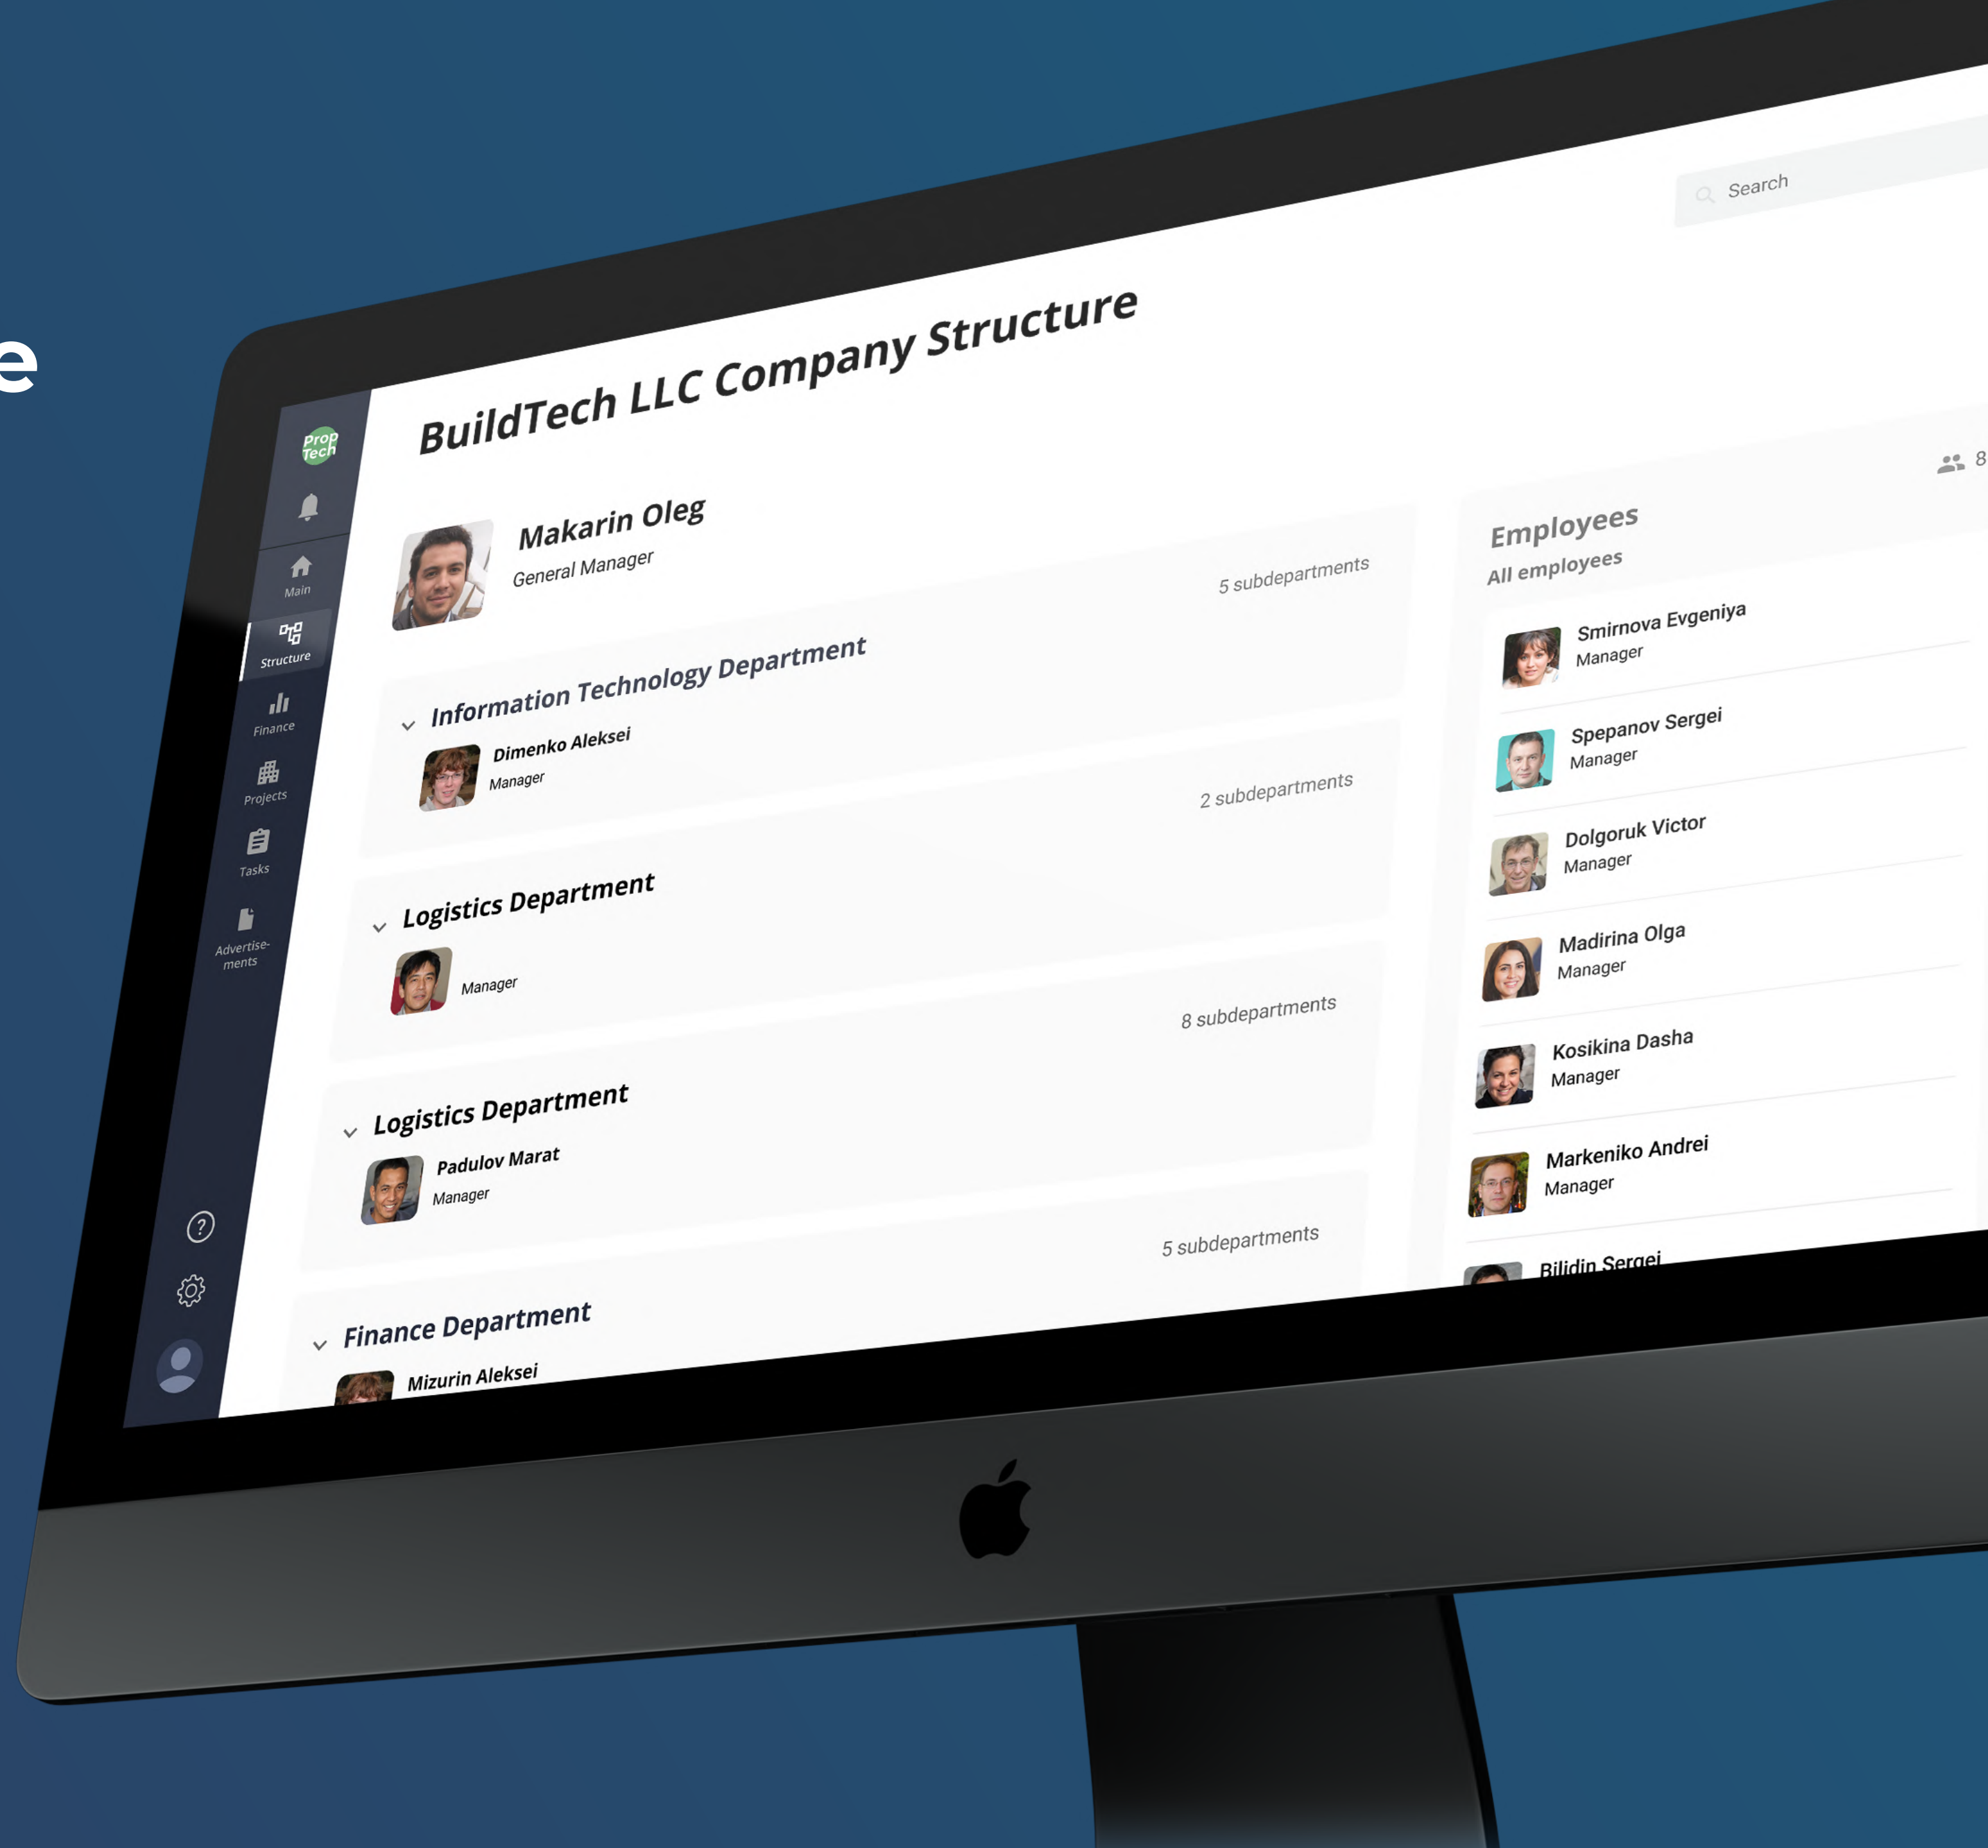 e
Prop
Tech
Main
Structure
Finance
Projects
Tasks
Advertise-
ments
BuildTech LLC Company Structure
Search
Makarin Oleg
General Manager
Information Technology Department
5 subdepartments
Dimenko Aleksei
Manager
Logistics Department
2 subdepartments
Manager
Logistics Department
8 subdepartments
Padulov Marat
Manager
Finance Department
5 subdepartments
Mizurin Aleksei
Employees
8
All employees
Smirnova Evgeniya
Manager
Spepanov Sergei
Manager
Dolgoruk Victor
Manager
Madirina Olga
Manager
Kosikina Dasha
Manager
Markeniko Andrei
Manager
Bilidin Sergei